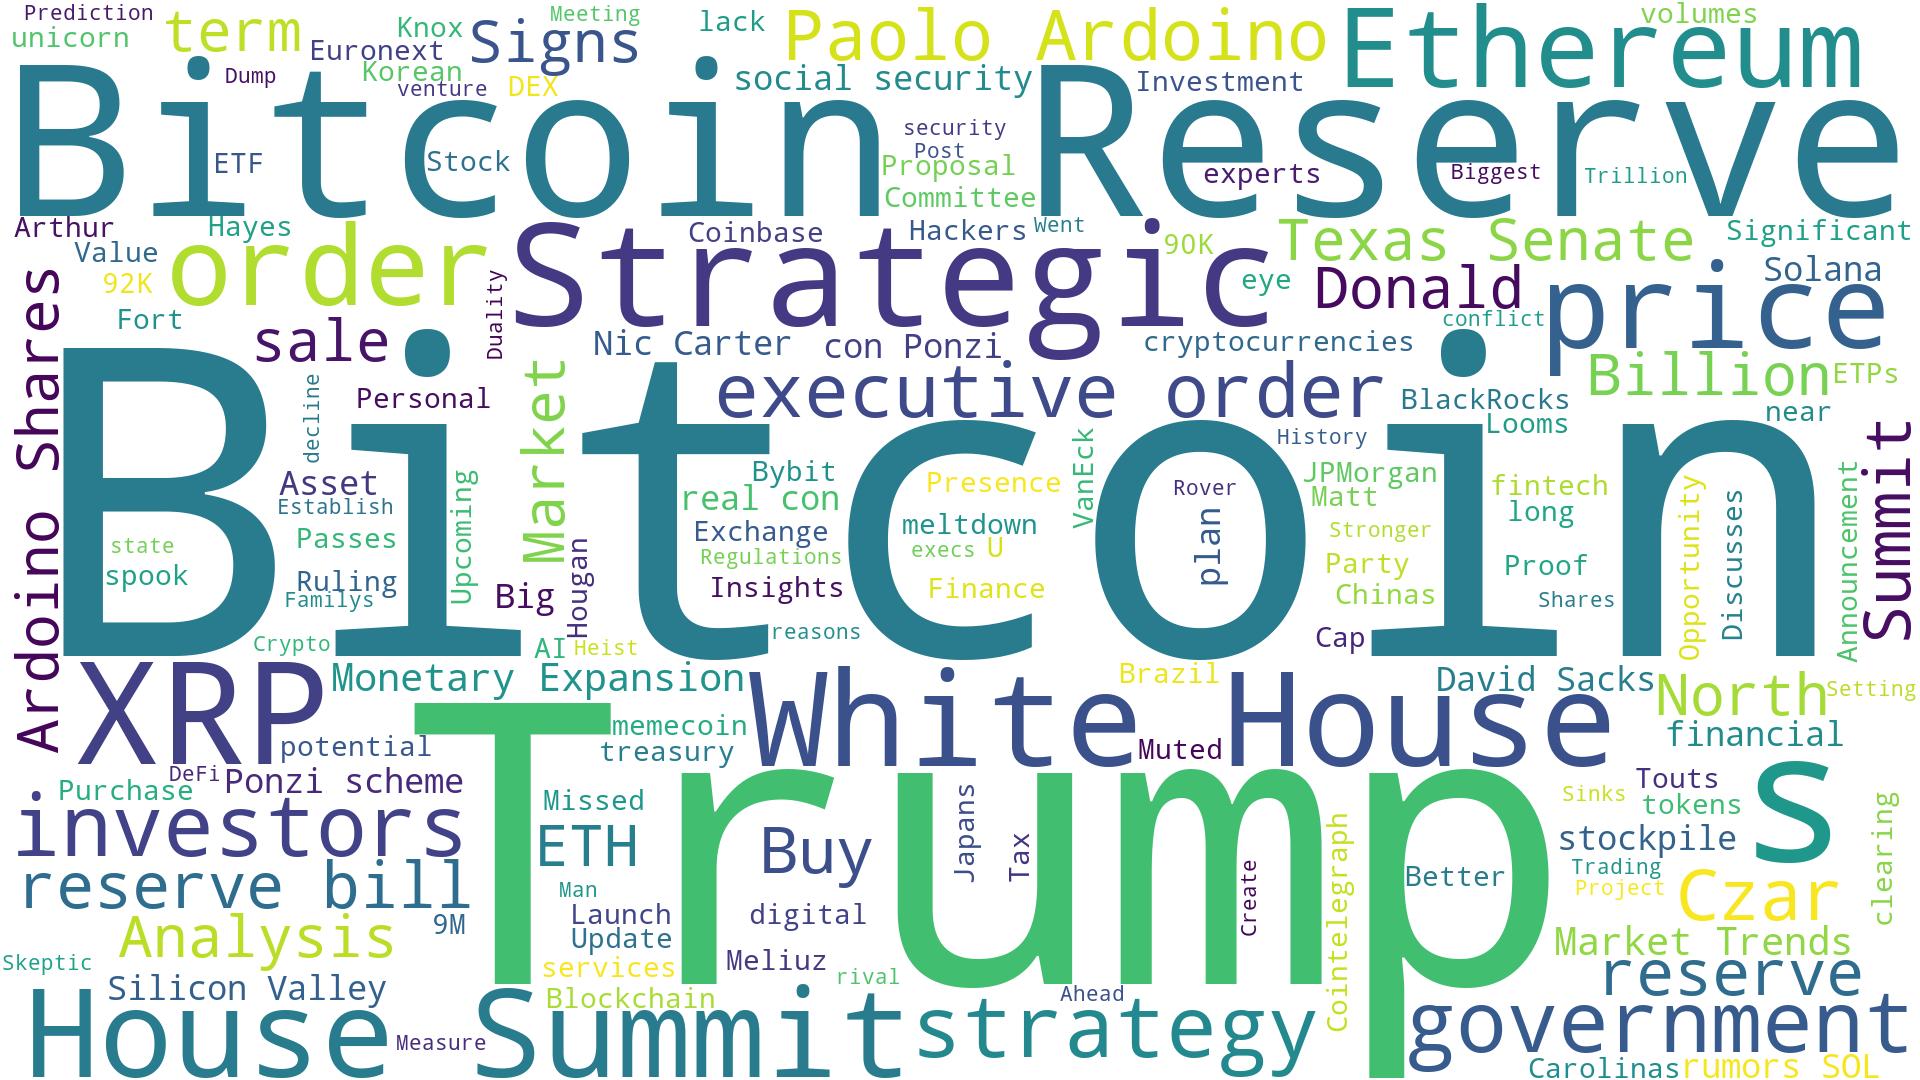 Prediction
unicorn
term
Knox
Euronext
Korean
Dump
venture
Signs
DEX
Meeting
lack
Paolo Ardoino
social security
Investment
Ethereum
volumes
Bitcoin Reserve
ETF
Stock
security
Post
Proposal
Committee
experts
Biggest
Trillion
Arthur
Hayes
Value
92K
order
Fort
Duality
Strategic
Coinbase
Hackers
Went
90K
eye
Texas Senate
Significant
Donald
Solana
price
conflict
Ardoino Shares
sale
Nic Carter
con Ponzi
cryptocurrencies
Billion
ETPs
executive order
BlackRocks
Looms
near
decline
Personal
Market
History
Summit
Bitcoin
Asset
Establish
Passes
Upcoming
state
spook
Ruling
Familys
Big
Hougan
Bybit
real con
Exchange
Regulations
Insights
Presence
meltdown
execs
U
Finance
VanEck
Rover
plan
JPMorgan
Matt
Stronger
Party
Chinas
fintech
long
Proof
Shares
Opportunity
Discusses
Announcement
Crypto
AI
Heist
reasons
Cap
XRP
Monetary Expansion
Brazil
David Sacks
North
Setting
potential
memecoin
treasury
White House
Muted
financial
DeFi
Ponzi scheme
Purchase
investors
Trump
Missed
ETH
Buy
Japans
Tax
Create
Cointelegraph
Better
Touts
Sinks
tokens
s
stockpile
Trading
Project
Czar
clearing
reserve bill
Man
Launch
Update
digital
9M
Analysis
Market Trends
Skeptic
Silicon Valley
services
Meliuz
rival
reserve
Blockchain
Ahead
House Summit
Measure
strategy
government
Carolinas
rumors SOL